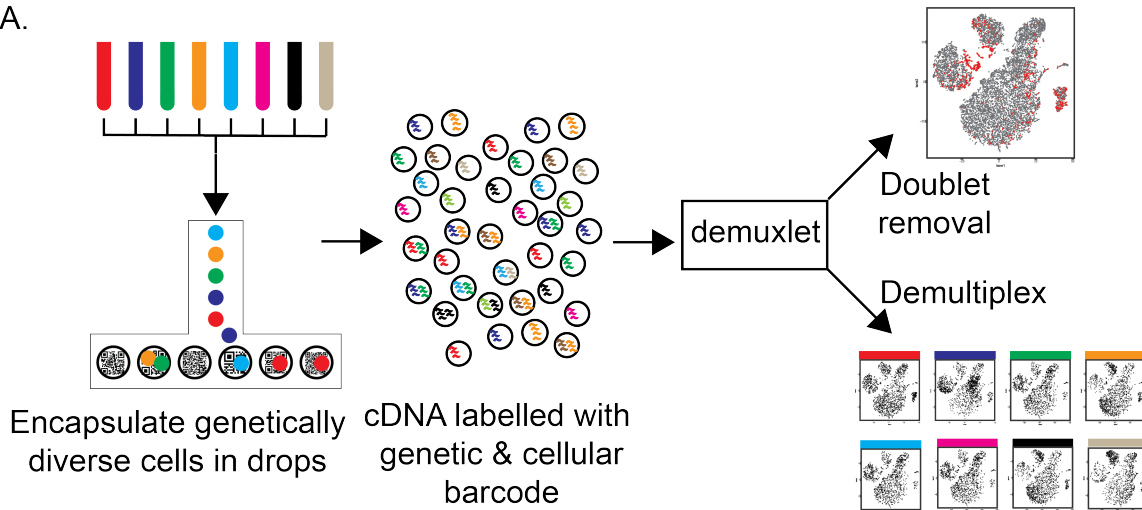 A.
Encapsulate genetically
diverse cells in drops
cDNA labelled with
genetic & cellular
barcode
demuxlet
Doublet
removal
Demultiplex